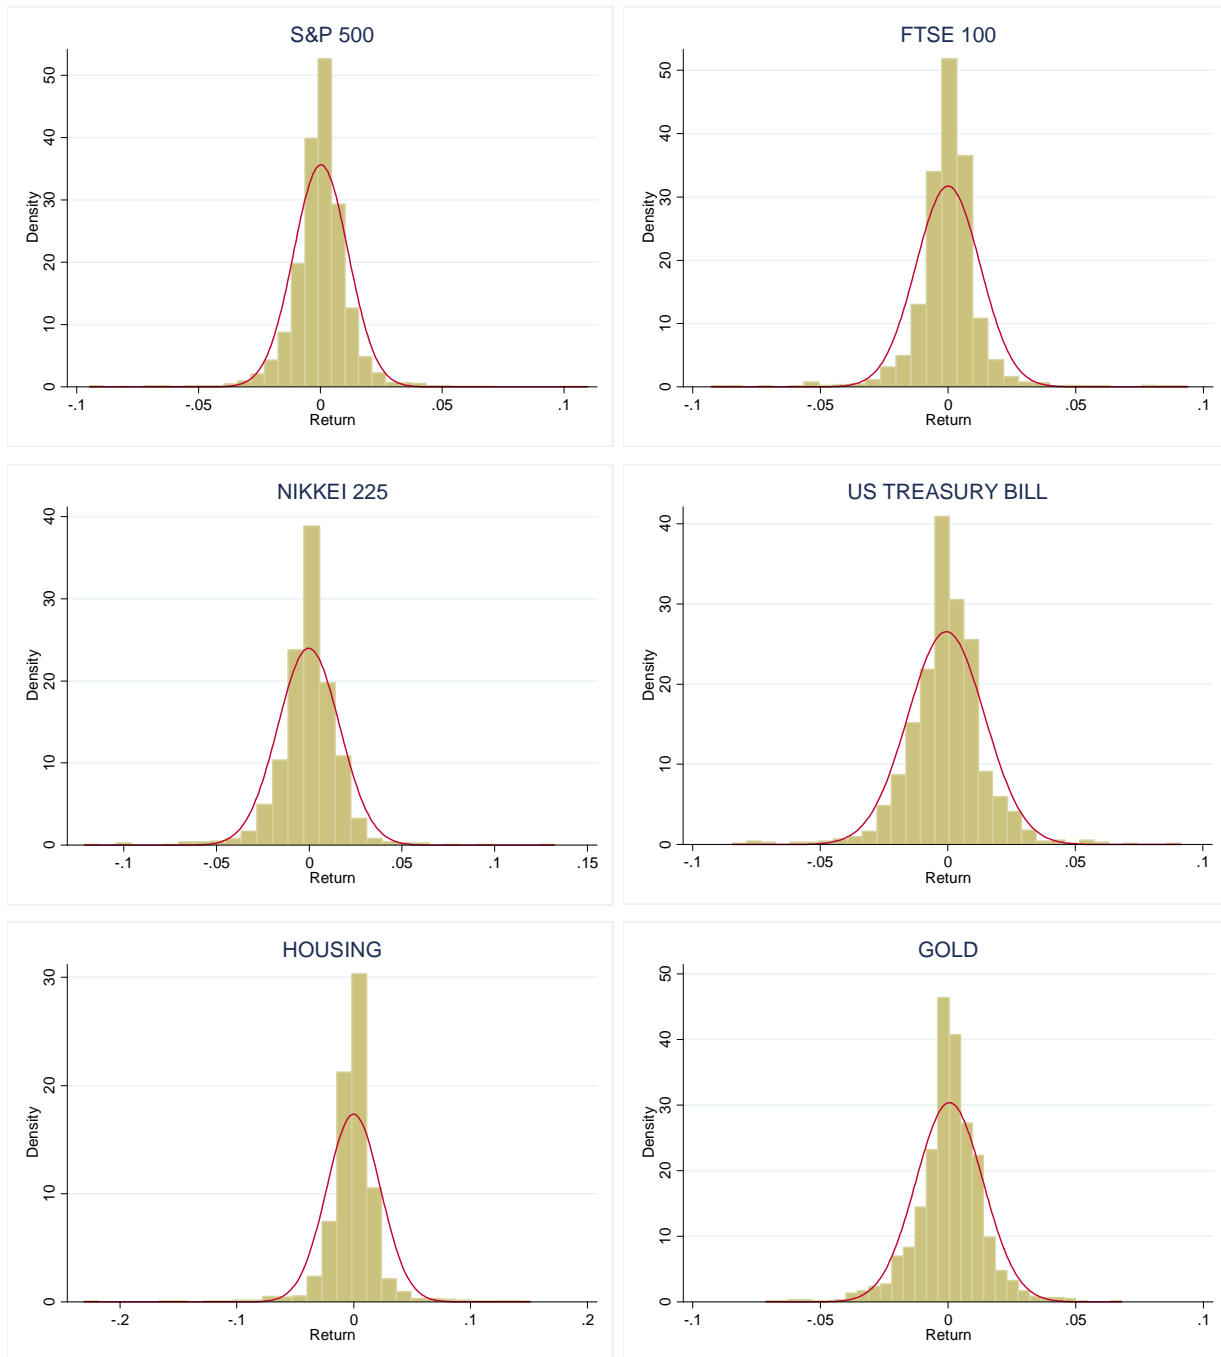 S&P 500
50
40
30
20
10
0
Density
-.1 -.05 0 .05 .1
Return
FTSE 100
50
40
30
20
10
0
Density
-.1 -.05 0 .05 .1
Return
NIKKEI 225
40
30
20
10
0
Density
-.1 -.05 0 .05 .1 .15
Return
US TREASURY BILL
40
30
20
10
0
Density
-.1 -.05 0 .05 .1
Return
HOUSING
30
20
10
0
Density
-.2 -.1 0 .1 .2
Return
GOLD
50
40
30
20
10
0
Density
-.1 -.05 0 .05 .1
Return